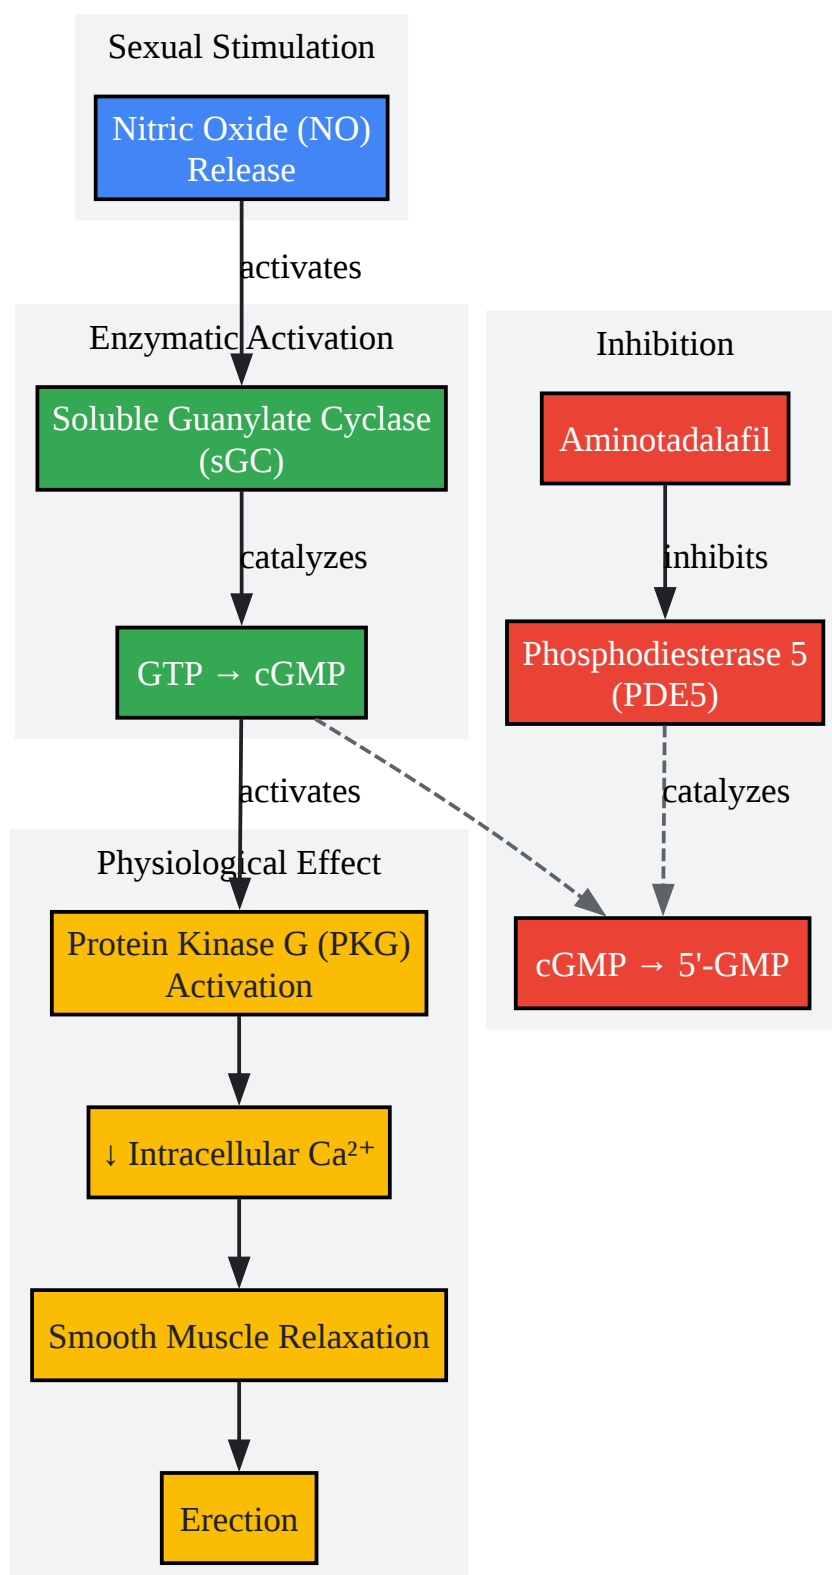 Sexual Stimulation
Nitric Oxide (NO)
Release
activates
Enzymatic Activation
Soluble Guanylate Cyclase
(sGC)
catalyzes
GTP → cGMP
activates
Physiological Effect
Protein Kinase G (PKG)
Activation
↓ Intracellular Ca²⁺
Smooth Muscle Relaxation
Erection
Inhibition
Aminotadalafil
inhibits
Phosphodiesterase 5
(PDE5)
catalyzes
cGMP → 5'-GMP